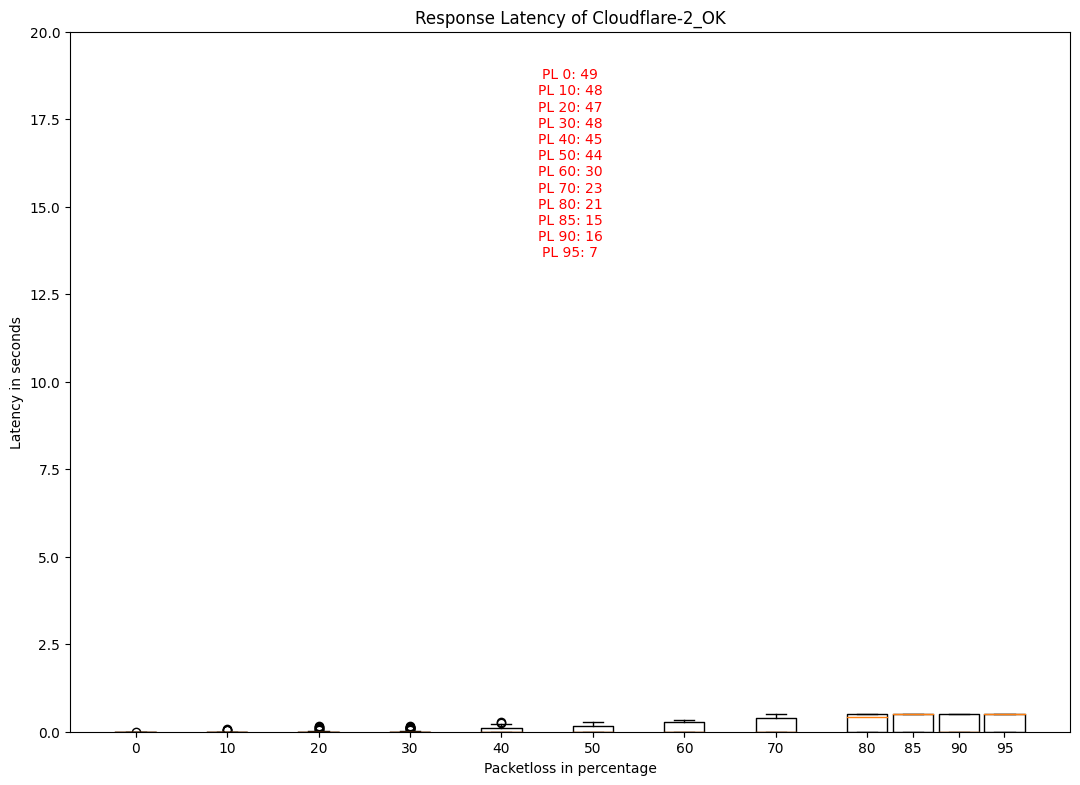 Response Latency of Cloudflare-2_OK
20.0
17.5
15.0
12.5
10.0
7.5
5.0
2.5
0.0
Latency in seconds
PL 0: 49
PL 10: 48
PL 20: 47
PL 30: 48
PL 40: 45
PL 50: 44
PL 60: 30
PL 70: 23
PL 80: 21
PL 85: 15
PL 90: 16
PL 95: 7
0 10 20 30 40 50 60 70 80 85 90 95
Packetloss in percentage